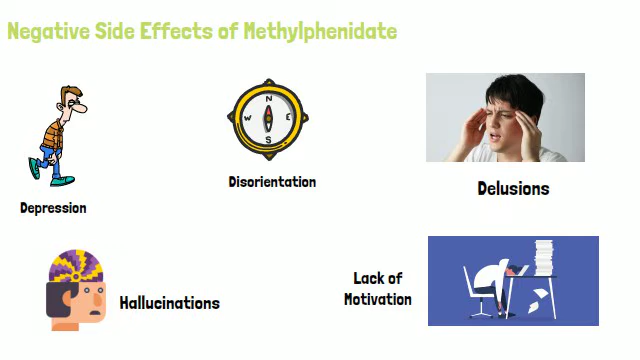 Negative Side Effects of Methylphenidate
N
W E
S
Disorientation
Delusions
Depression
Hallucinations
Lack of
Motivation